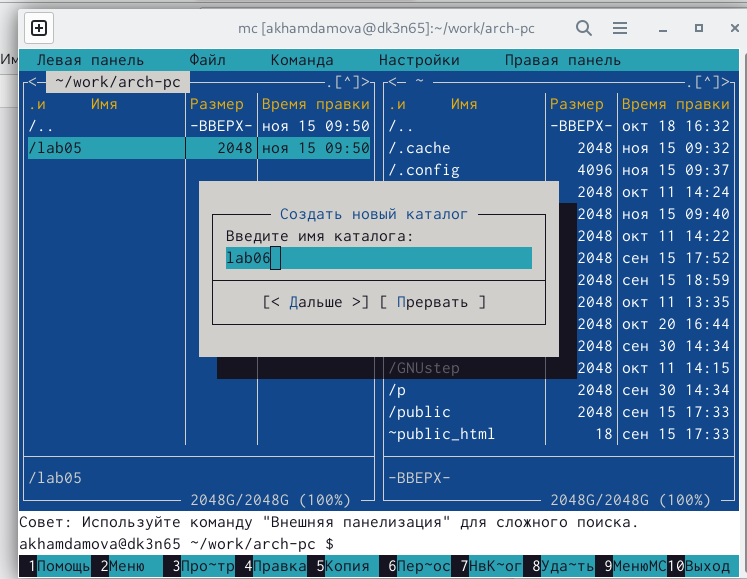 mc [akhamdamova@dk3n65]:~/work/arch-pc
Им
Левая панель Файл Команда Настройки Правая панель
<— ~/work/arch-pc .[^]> <— ~ .[^]>
.и Имя Размер Время правки .и Имя Размер Время правки
/.. -ВВЕРХ- ноя 15 09:50 /.. -ВВЕРХ- окт 18 16:32
/lab05 2048 ноя 15 09:50 /.cache 2048 ноя 15 09:32
/.config 4096 ноя 15 09:37
2048 окт 11 14:24
Создать новый каталог 2048 ноя 15 09:40
Введите имя каталога: 2048 окт 11 14:22
lab06 2048 сен 15 17:52
2048 сен 15 18:59
[< Дальше >] [ Прервать ] 2048 окт 11 13:35
2048 окт 20 16:44
2048 сен 30 14:34
/GNUstep 2048 окт 11 14:15
/p 2048 сен 30 14:34
/public 2048 сен 15 17:33
~public_html 18 сен 15 17:33
/lab05 -ВВЕРХ-
2048G/2048G (100%) 2048G/2048G (100%)
Совет: Используйте команду "Внешняя панелизация" для сложного поиска.
akhamdamova@dk3n65 ~/work/arch-pc $
1Помощь 2Меню 3Про~тр 4Правка 5Копия 6Пер~ос 7НвК~ог 8Уда~ть 9МенюMC 10Выход